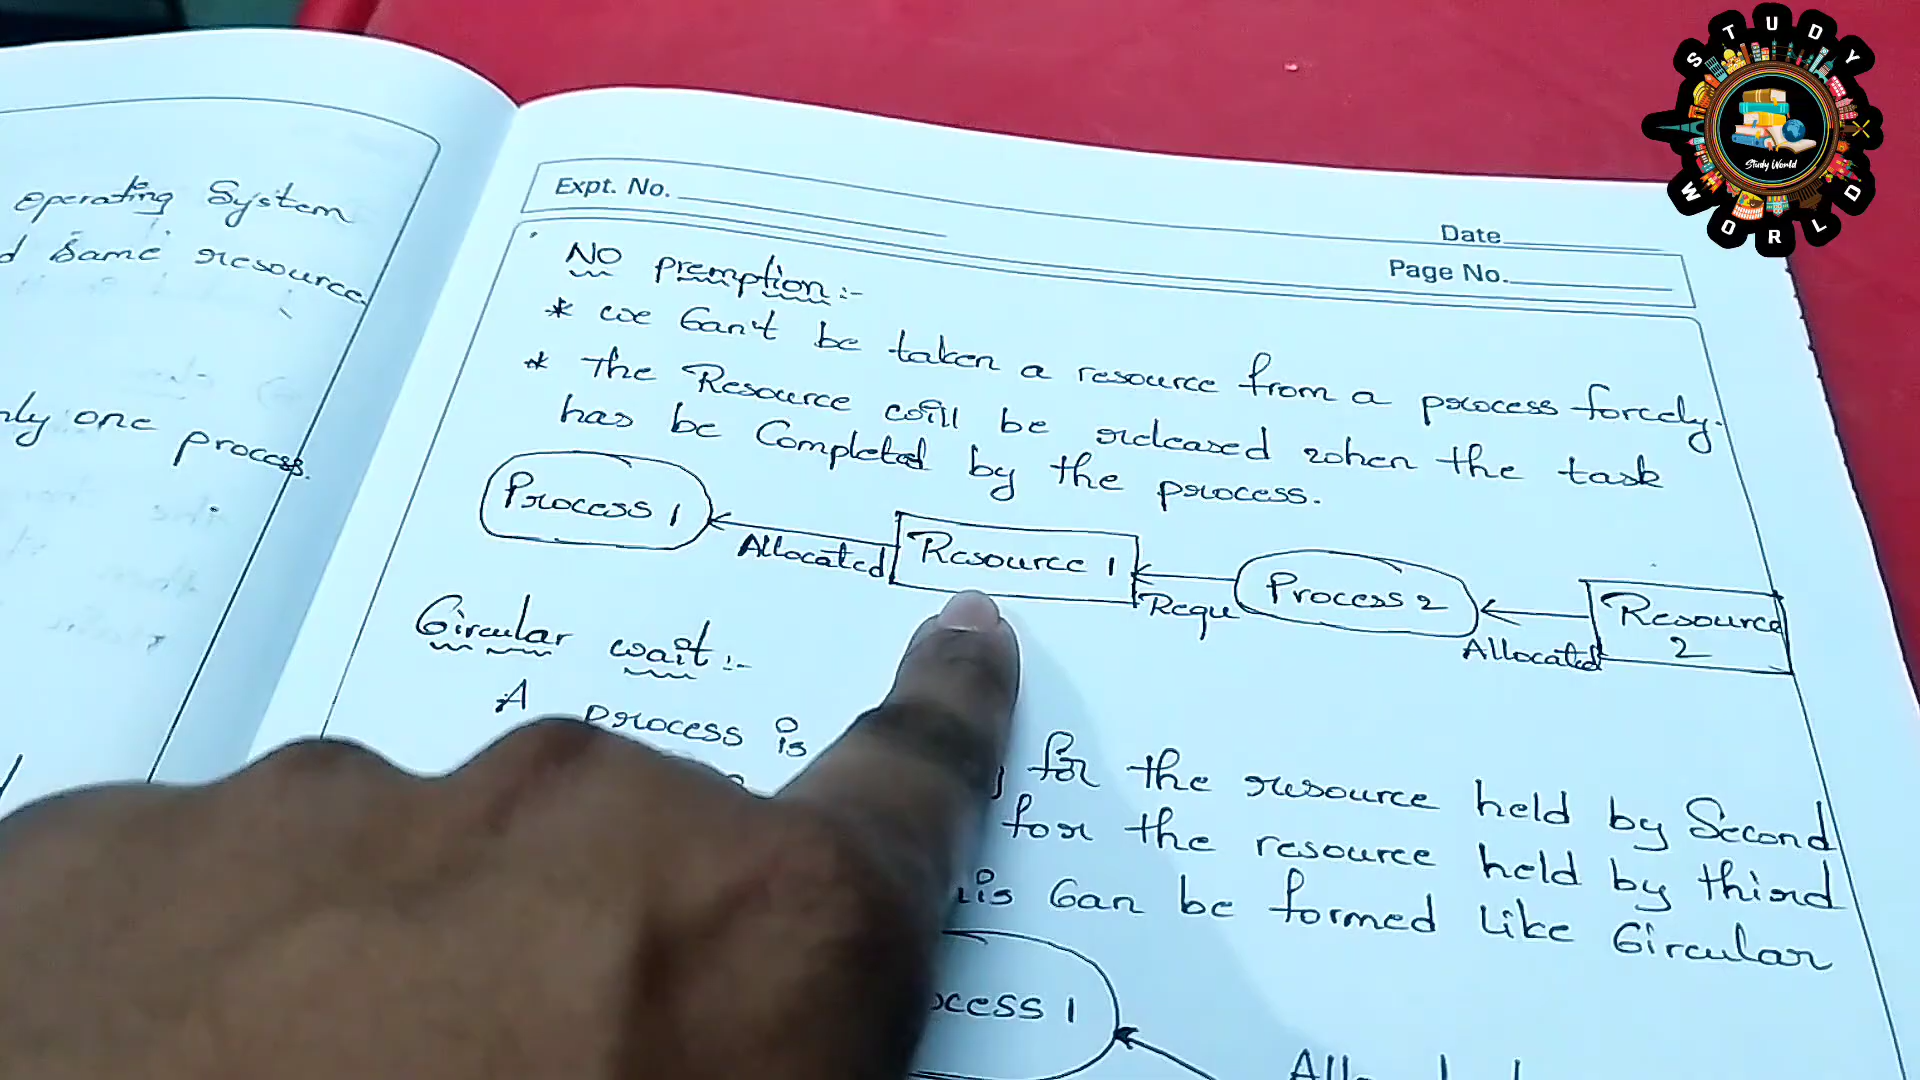 STUDY WORLD
Study World
operating System
d same resource.
nly one process.
Expt. No.
Date
Page No.
No premption:-
* we can't be taken a resource from a process forcely.
* The Resource will be released when the task
has be Completed by the process.
Process 1
Allocated
Resource 1
Requ
Process 2
Allocated
Resource
2
Circular wait:-
A process is for the resource held by Second
for the resource held by third
is can be formed like Circular
ocess 1